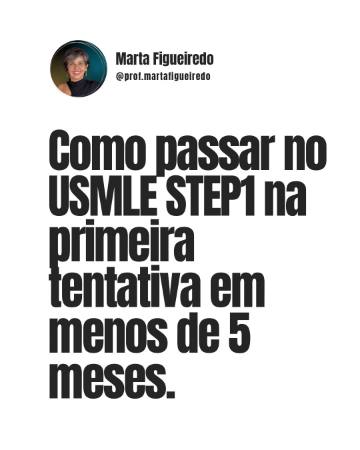 Marta Figueiredo
@prof.martafigueiredo
Como passar no
USMLE STEP1 na
primeira
tentativa em
menos de 5
meses.